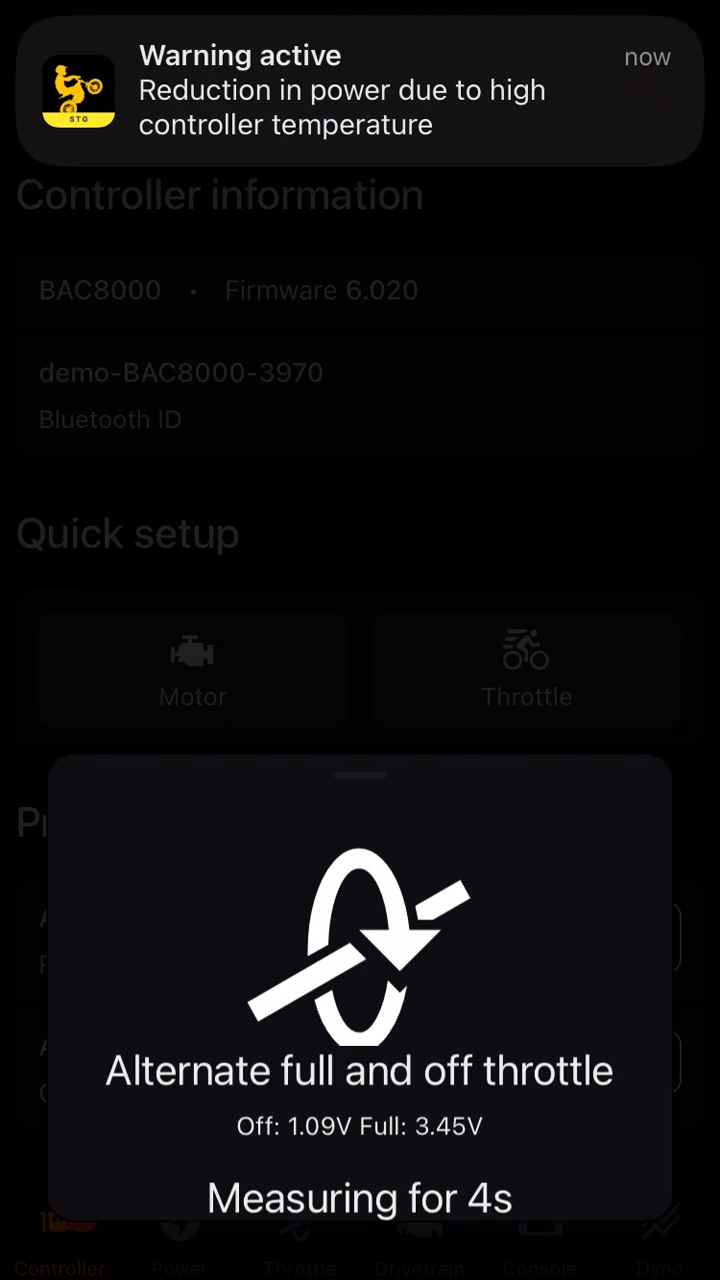 Warning active
now
Reduction in power due to high
controller temperature
STG
Controller information
BAC8000 • Firmware 6.020
demo-BAC8000-3970
Bluetooth ID
Quick setup
Motor
Throttle
Alternate full and off throttle
Off: 1.09V Full: 3.45V
Measuring for 4s
Controller
Power
Throttle
Drivetrain
Console
Dyno